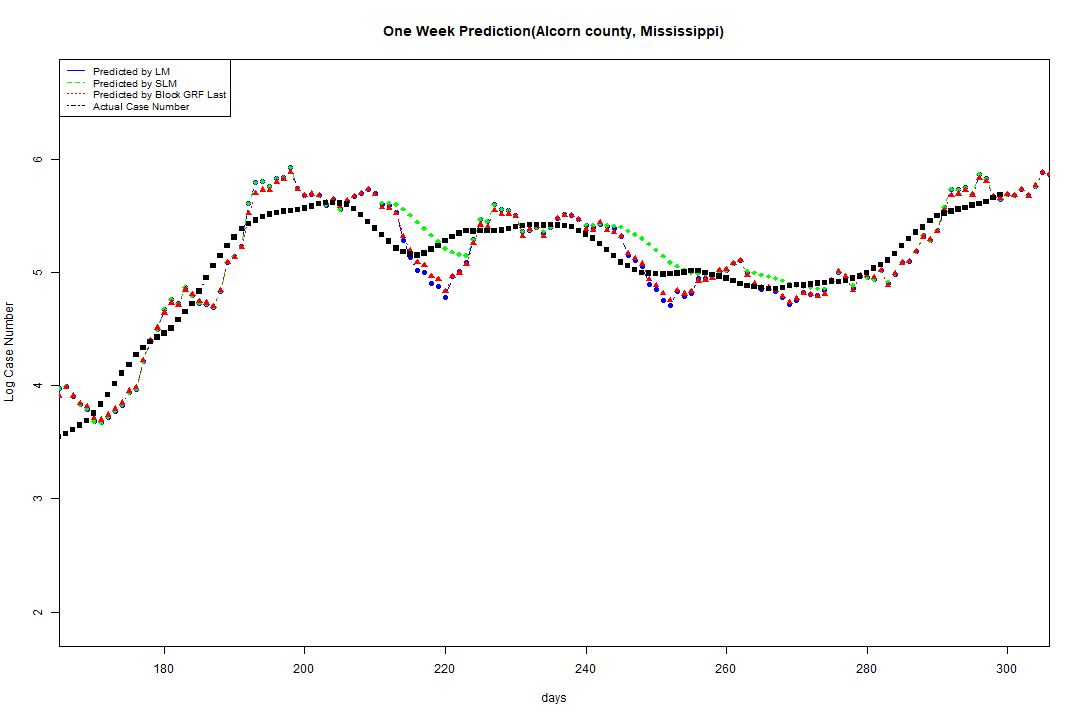 One Week Prediction(Alcorn county, Mississippi)
Predicted by LM
Predicted by SLM
Predicted by Block GRF Last
Actual Case Number
6
5
4
3
2
Log Case Number
180 200 220 240 260 280 300
days